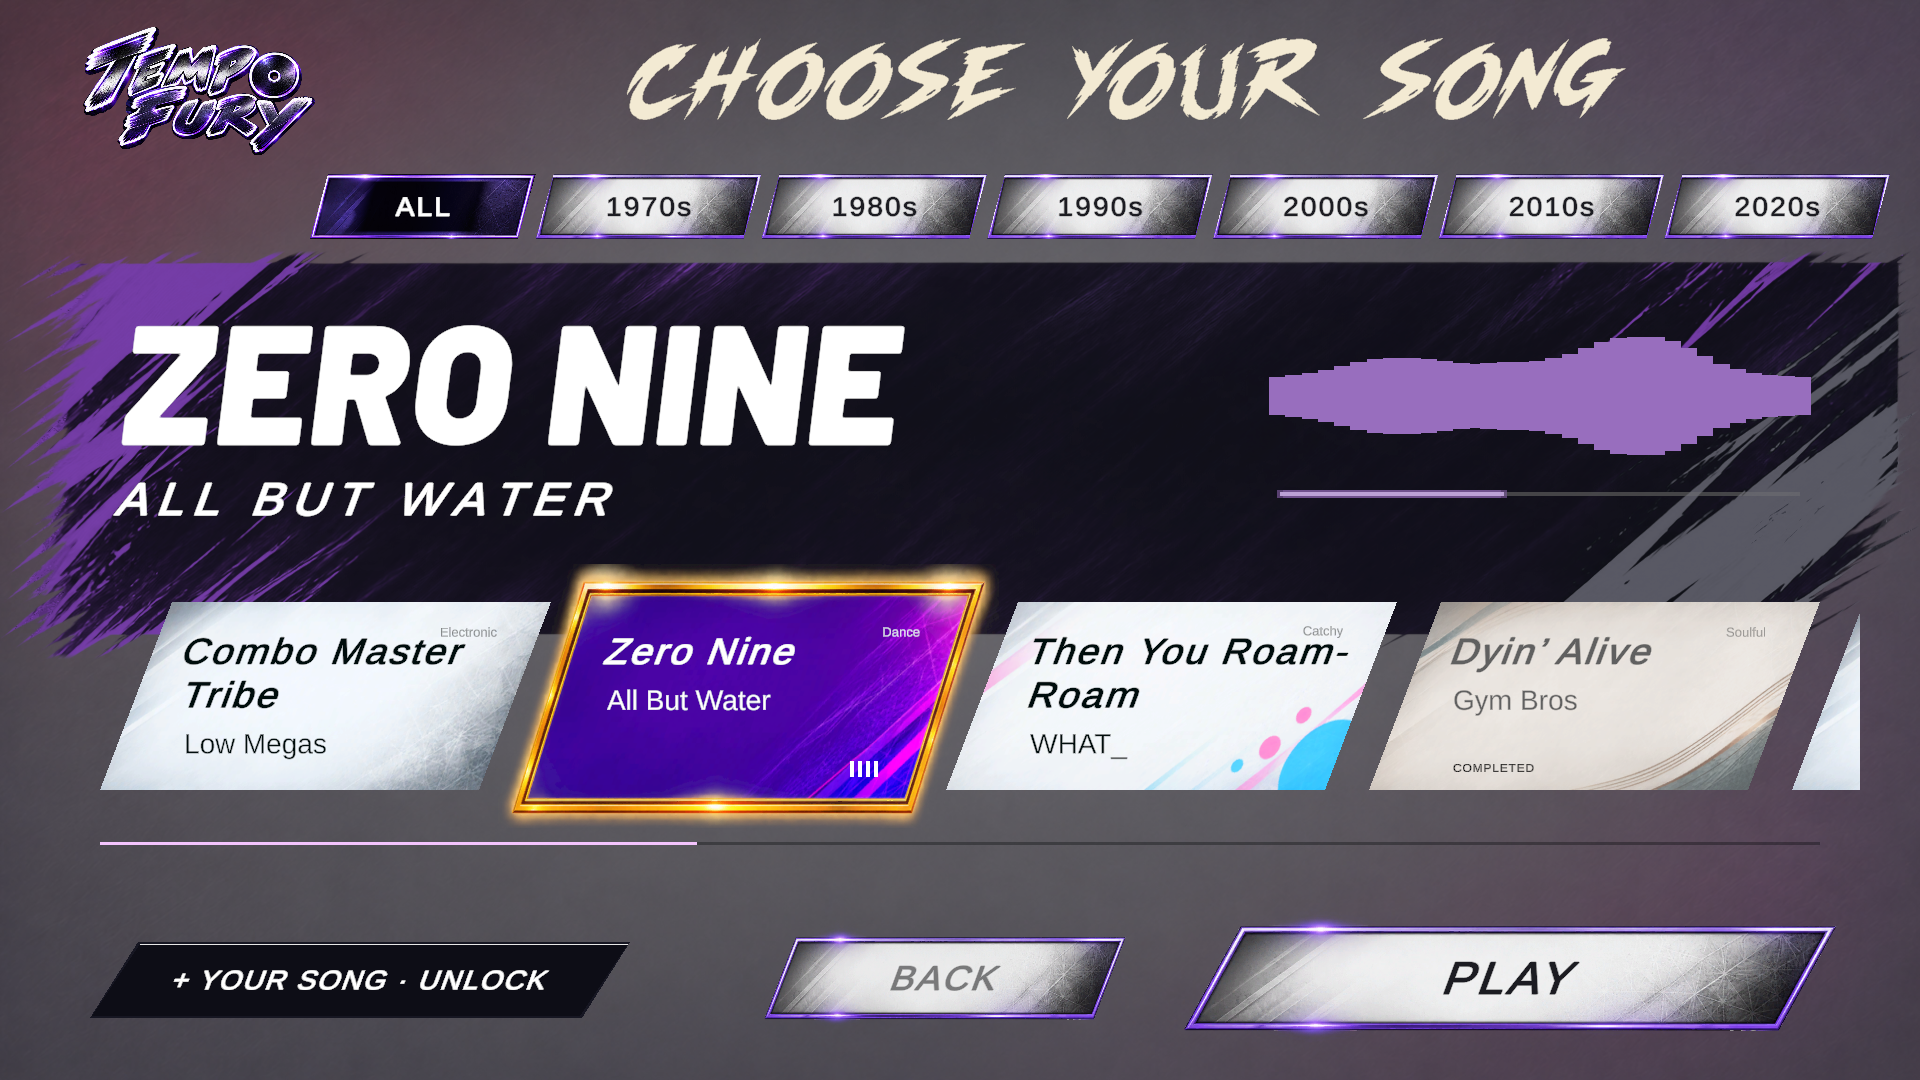 TEMPO
FURY
CHOOSE YOUR SONG
ALL
1970s
1980s
1990s
2000s
2010s
2020s
ZERO NINE
ALL BUT WATER
Electronic
Combo Master
Tribe
Low Megas
Dance
Zero Nine
All But Water
Catchy
Then You Roam-
Roam
WHAT_
Soulful
Dyin’ Alive
Gym Bros
COMPLETED
+ YOUR SONG · UNLOCK
BACK
PLAY